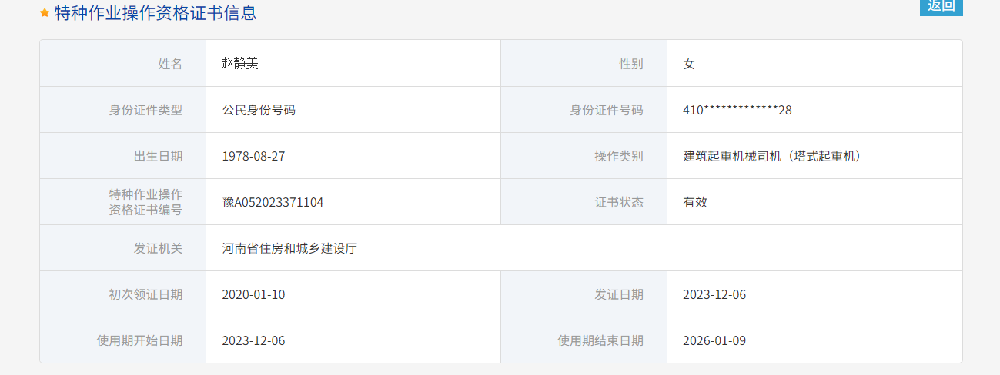 特种作业操作资格证书信息
返回
姓名
赵静美
性别
女
身份证件类型
公民身份号码
身份证件号码
410*************28
出生日期
1978-08-27
操作类别
建筑起重机械司机（塔式起重机）
特种作业操作
资格证书编号
豫A052023371104
证书状态
有效
发证机关
河南省住房和城乡建设厅
初次领证日期
2020-01-10
发证日期
2023-12-06
使用期开始日期
2023-12-06
使用期结束日期
2026-01-09